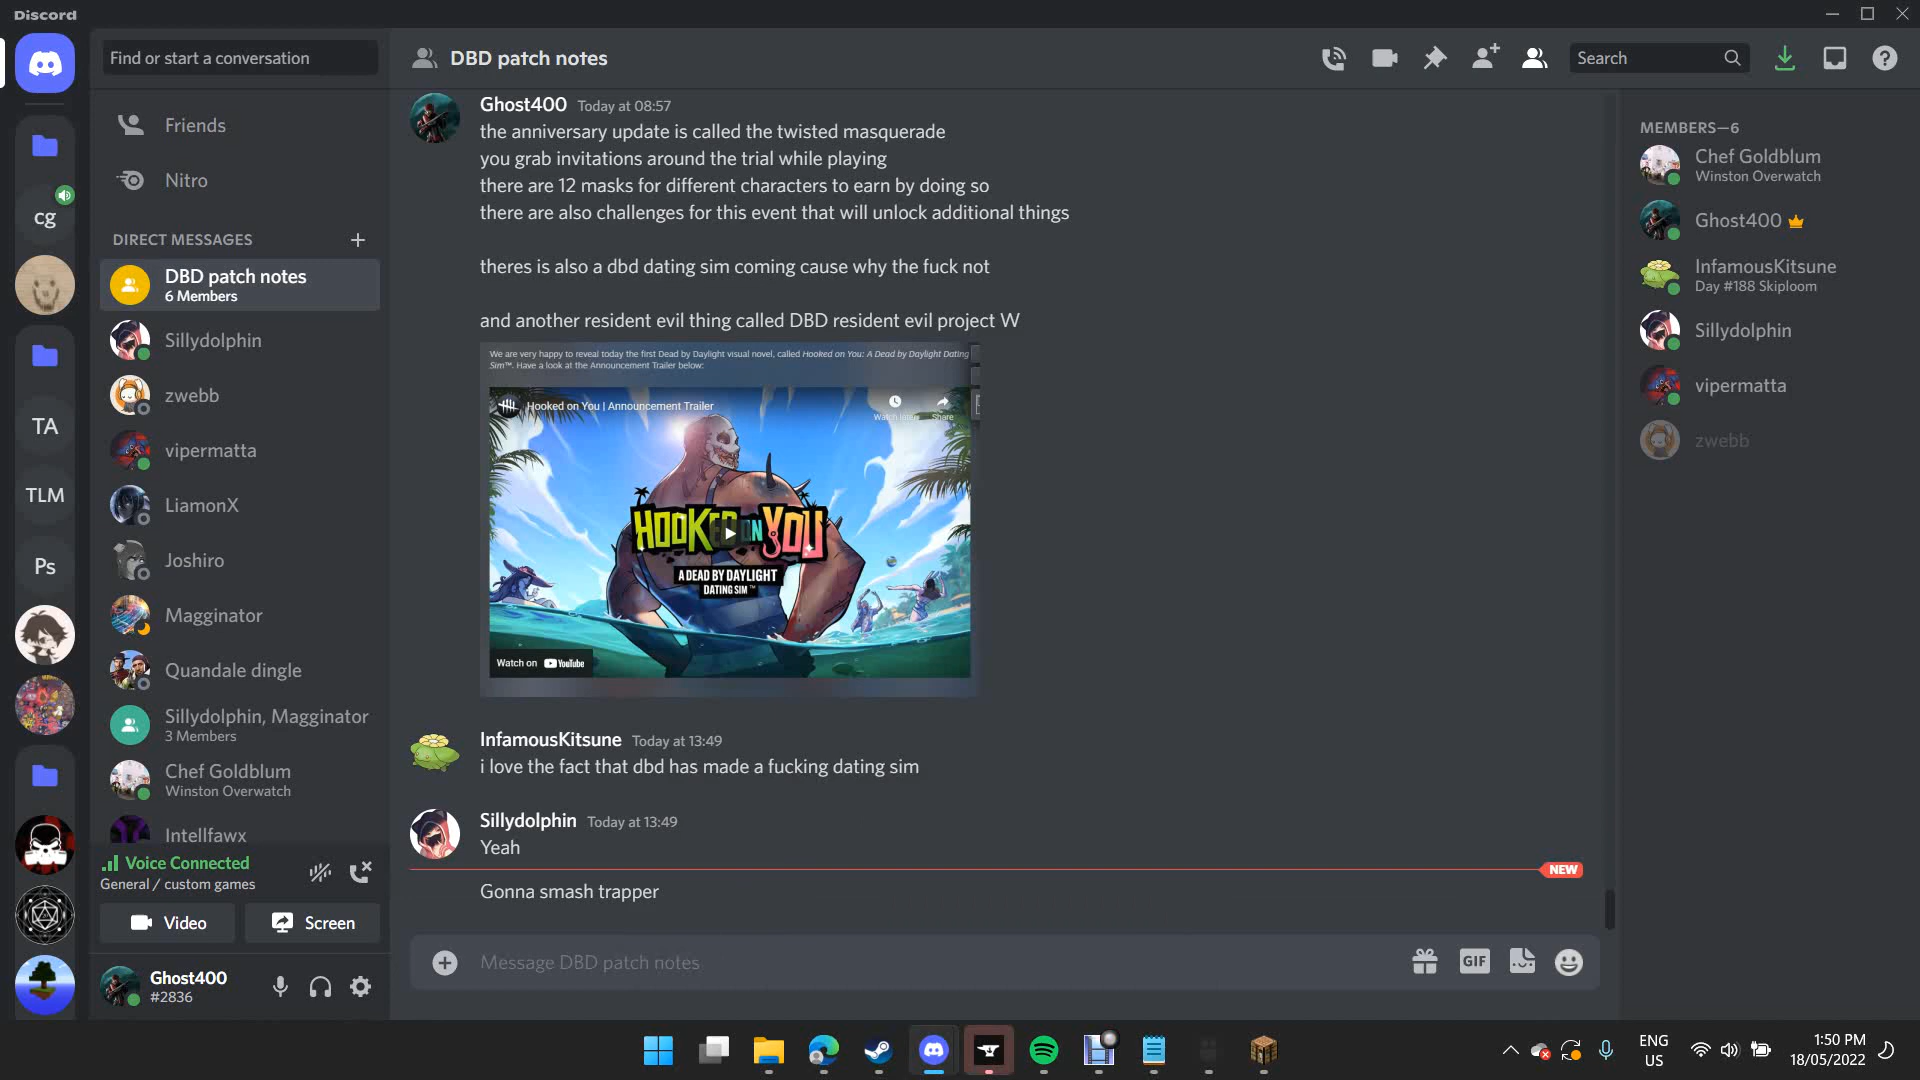 Discord
Find or start a conversation
Friends
Nitro
DIRECT MESSAGES
DBD patch notes
6 Members
Sillydolphin
zwebb
vipermatta
LiamonX
Joshiro
Magginator
Quandale dingle
Sillydolphin, Magginator
3 Members
Chef Goldblum
Winston Overwatch
Intellfawx
Voice Connected
General / custom games
Video
Screen
Ghost400
#2836
cg
TA
TLM
Ps
DBD patch notes
Search
Ghost400 Today at 08:57
the anniversary update is called the twisted masquerade
you grab invitations around the trial while playing
there are 12 masks for different characters to earn by doing so
there are also challenges for this event that will unlock additional things
theres is also a dbd dating sim coming cause why the fuck not
and another resident evil thing called DBD resident evil project W
We are very happy to reveal today the first Dead by Daylight visual novel, called Hooked on You: A Dead by Daylight Dating
Sim™. Have a look at the Announcement Trailer below:
Hooked on You | Announcement Trailer
Watch later
Share
HOOKED ON YOU
A DEAD BY DAYLIGHT
DATING SIM™
Watch on YouTube
InfamousKitsune Today at 13:49
i love the fact that dbd has made a fucking dating sim
Sillydolphin Today at 13:49
Yeah
NEW
Gonna smash trapper
Message DBD patch notes
GIF
MEMBERS—6
Chef Goldblum
Winston Overwatch
Ghost400
InfamousKitsune
Day #188 Skiploom
Sillydolphin
vipermatta
zwebb
ENG
US
1:50 PM
18/05/2022